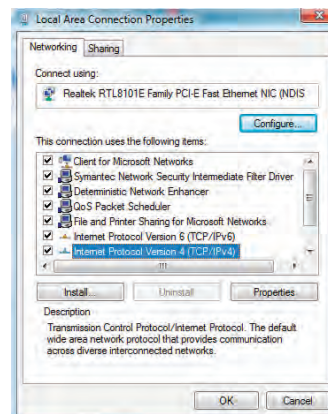 Local Area Connection Properties
Networking Sharing
Connect using:
Realtek RTL8101E Family PCI-E Fast Ethernet NIC (NDIS
Configure...
This connection uses the following items:
Client for Microsoft Networks
Symantec Network Security Intermediate Filter Driver
Deterministic Network Enhancer
QoS Packet Scheduler
File and Printer Sharing for Microsoft Networks
Internet Protocol Version 6 (TCP/IPv6)
Internet Protocol Version 4 (TCP/IPv4)
Install... Uninstall Properties
Description
Transmission Control Protocol/Internet Protocol. The default
wide area network protocol that provides communication
across diverse interconnected networks.
OK Cancel